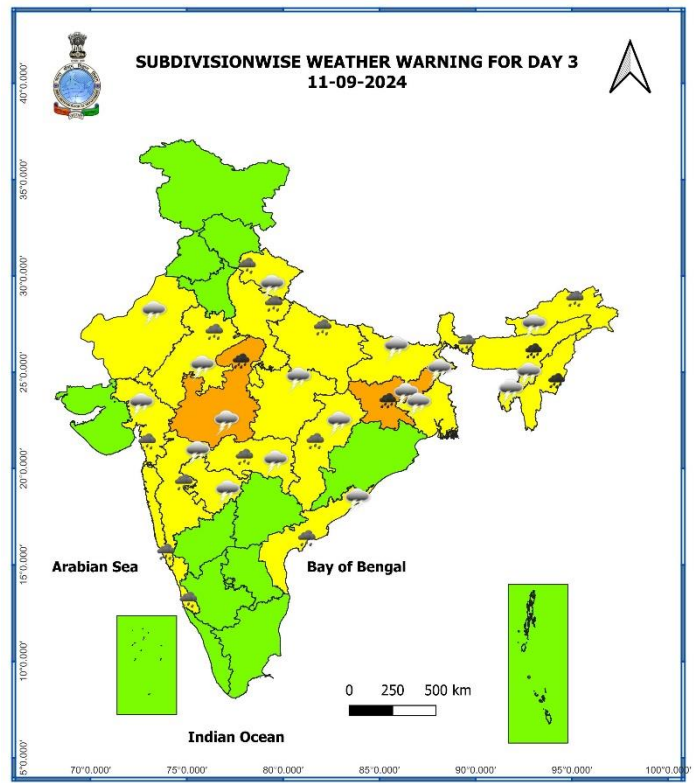 SUBDIVISIONWISE WEATHER WARNING FOR DAY 3
11-09-2024
40°0.000'
35°0.000'
30°0.000'
25°0.000'
20°0.000'
15°0.000'
10°0.000'
5°0.000'
Arabian Sea
Bay of Bengal
0 250 500 km
Indian Ocean
70°0.000' 75°0.000' 80°0.000' 85°0.000' 90°0.000' 95°0.000' 100°0.000'